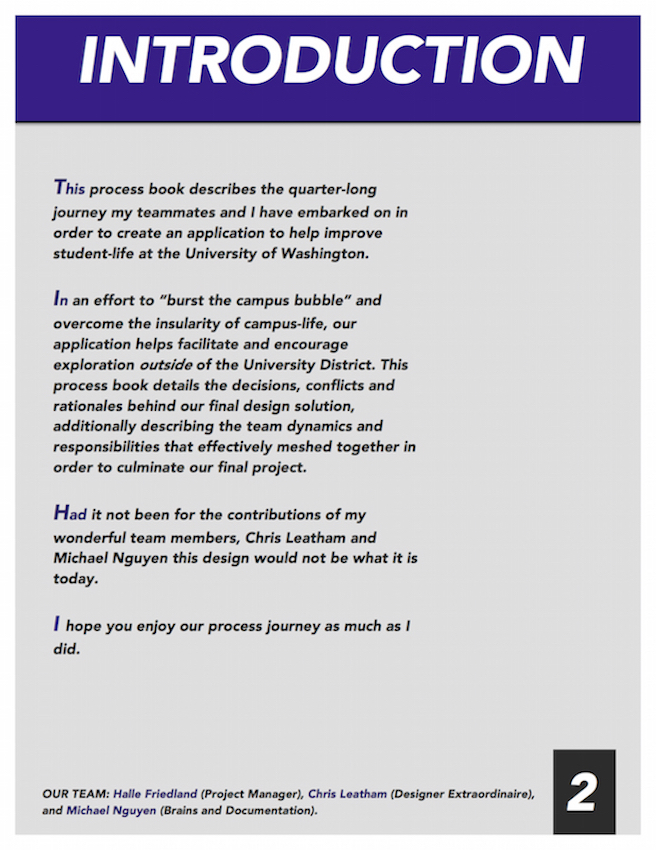 INTRODUCTION
This process book describes the quarter-long
journey my teammates and I have embarked on in
order to create an application to help improve
student-life at the University of Washington.
In an effort to “burst the campus bubble” and
overcome the insularity of campus-life, our
application helps facilitate and encourage
exploration outside of the University District. This
process book details the decisions, conflicts and
rationales behind our final design solution,
additionally describing the team dynamics and
responsibilities that effectively meshed together in
order to culminate our final project.
Had it not been for the contributions of my
wonderful team members, Chris Leatham and
Michael Nguyen this design would not be what it is
today.
I hope you enjoy our process journey as much as I
did.
OUR TEAM: Halle Friedland (Project Manager), Chris Leatham (Designer Extraordinaire),
and Michael Nguyen (Brains and Documentation).
2